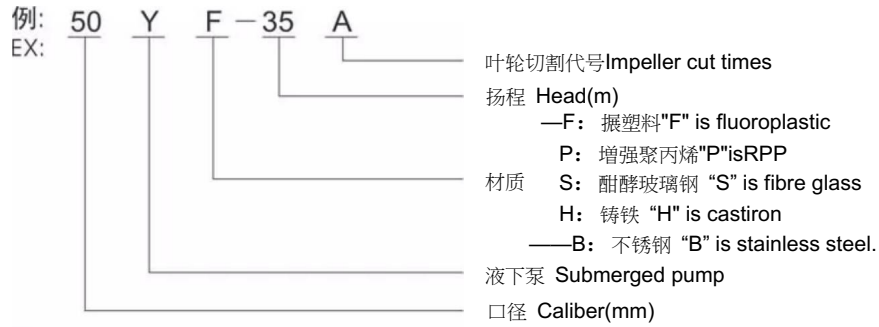 例: 50 Y F－35 A
EX:
叶轮切割代号Impeller cut times
扬程 Head(m)
—F：搌塑料"F" is fluoroplastic
P：增强聚丙烯"P"isRPP
材质 S：酣酵玻璃钢 “S” is fibre glass
H：铸铁 “H" is castiron
——B：不锈钢 “B” is stainless steel.
液下泵 Submerged pump
口径 Caliber(mm)